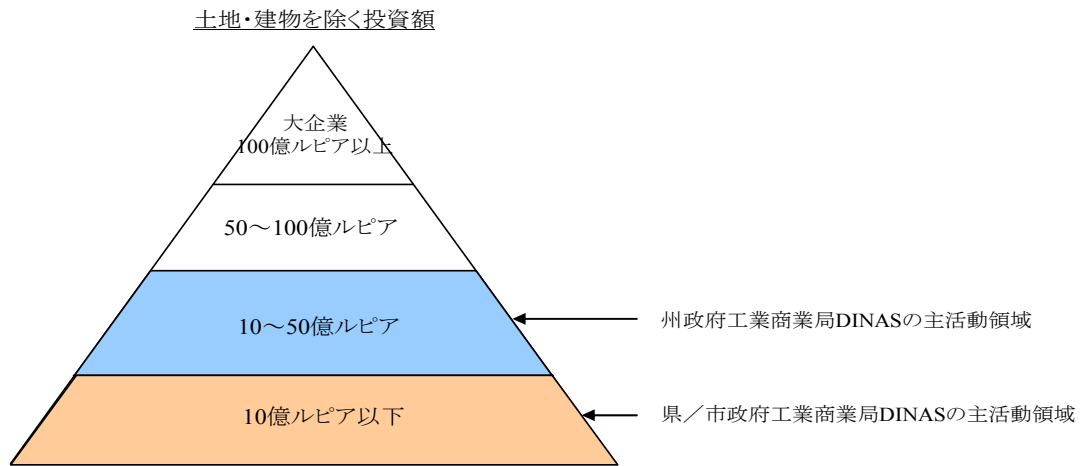 土地・建物を除く投資額
大企業
100億ルピア以上
50～100億ルピア
10～50億ルピア
州政府工業商業局DINASの主活動領域
10億ルピア以下
県／市政府工業商業局DINASの主活動領域